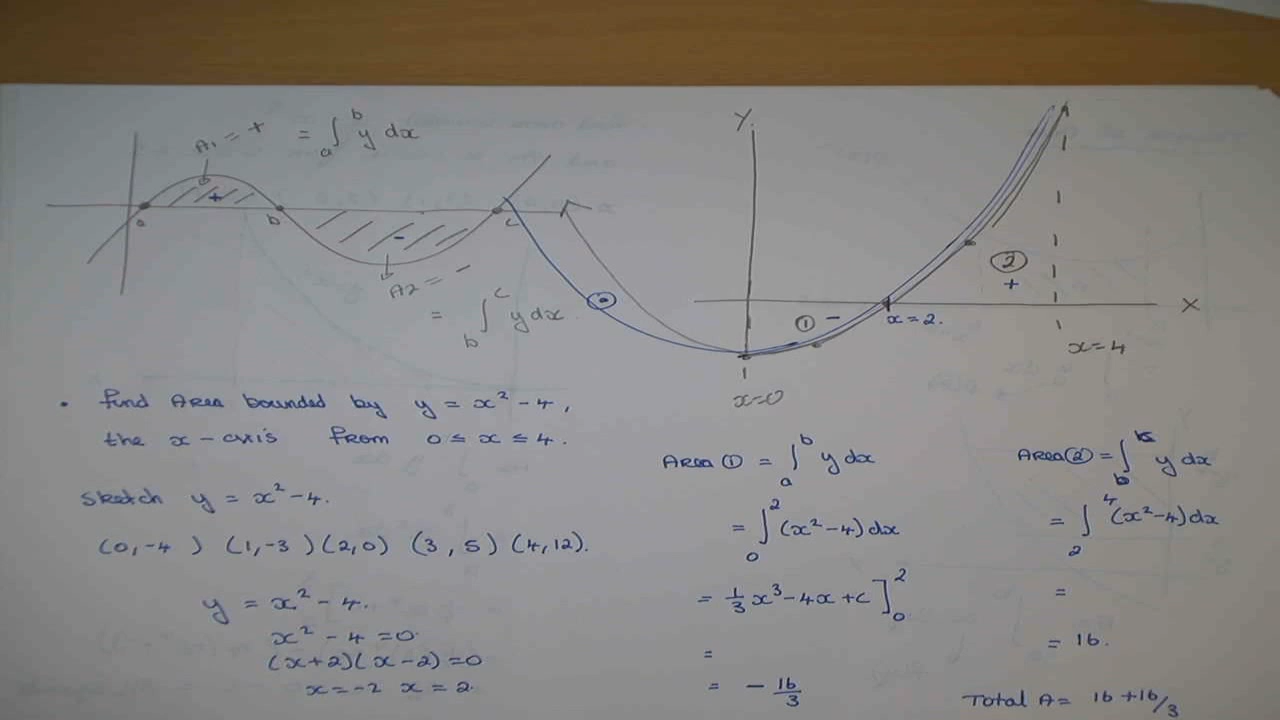 A₁ = + = ∫ₐᵇ y dx
+
a
b
c
-
A2 = -
= ∫_b^c y dx
Y
X
① -
② +
x=2.
x=0
x=4
• find Area bounded by y = x² - 4,
the x-axis from 0 ≤ x ≤ 4.
Sketch y = x² - 4.
(0,-4) (1,-3) (2,0) (3,5) (4,12).
y = x² - 4.
x² - 4 = 0.
(x+2)(x-2)=0
x=-2 x=2.
Area ① = ∫ₐᵇ y dx
= ∫₀² (x²-4) dx
= ⅓x³-4x+c]₀²
=
= - 16/3
Area ② = ∫ y dx
= ∫₂⁴ (x²-4) dx
=
= 16.
Total A = 16 + 16/3